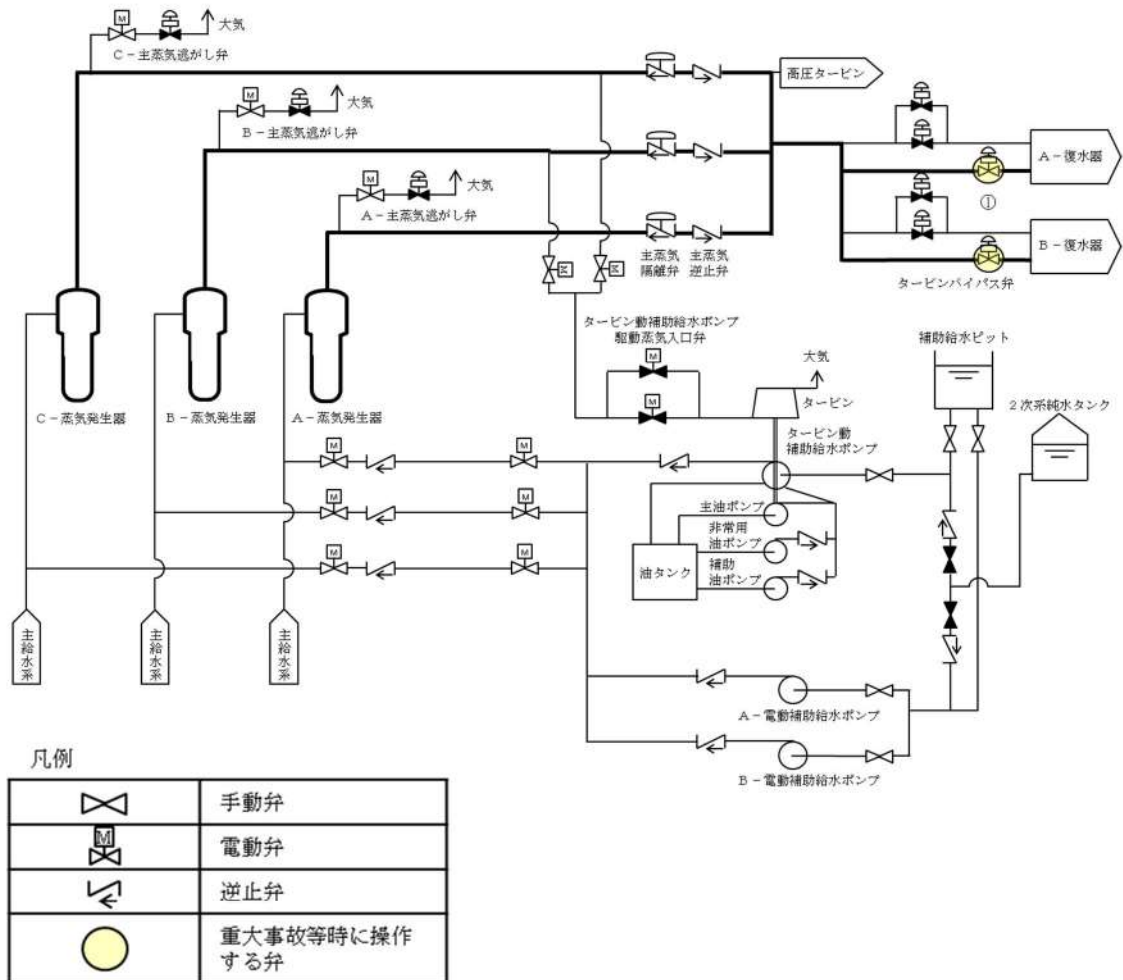 M
大気
C－主蒸気逃がし弁
M
大気
B－主蒸気逃がし弁
M
大気
A－主蒸気逃がし弁
高圧タービン
A－復水器
①
B－復水器
タービンバイパス弁
主蒸気
隔離弁
主蒸気
逆止弁
M
M
C－蒸気発生器
B－蒸気発生器
A－蒸気発生器
タービン動補助給水ポンプ
駆動蒸気入口弁
M
M
大気
タービン
タービン動
補助給水ポンプ
補助給水ピット
2次系純水タンク
M
M
M
M
M
M
主油ポンプ
非常用
油ポンプ
補助
油ポンプ
油タンク
主給水系
主給水系
主給水系
A－電動補助給水ポンプ
B－電動補助給水ポンプ
凡例
手動弁
M
電動弁
逆止弁
重大事故等時に操作
する弁